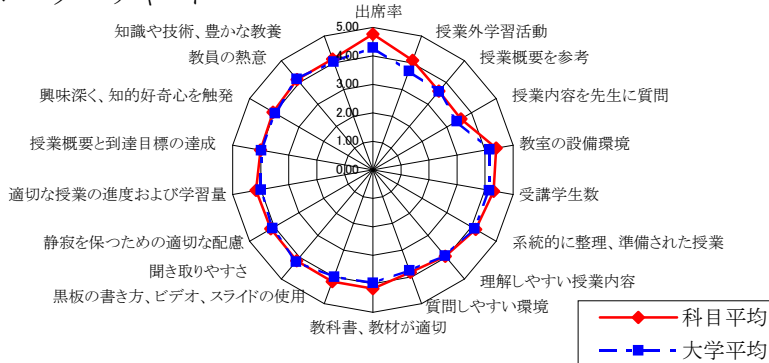 出席率
授業外学習活動
授業概要を参考
授業内容を先生に質問
教室の設備環境
受講学生数
系統的に整理、準備された授業
理解しやすい授業内容
質問しやすい環境
教科書、教材が適切
黒板の書き方、ビデオ、スライドの使用
聞き取りやすさ
静寂を保つための適切な配慮
適切な授業の進度および学習量
授業概要と到達目標の達成
興味深く、知的好奇心を触発
教員の熱意
知識や技術、豊かな教養
5.00
4.00
3.00
2.00
1.00
0.00
科目平均
大学平均